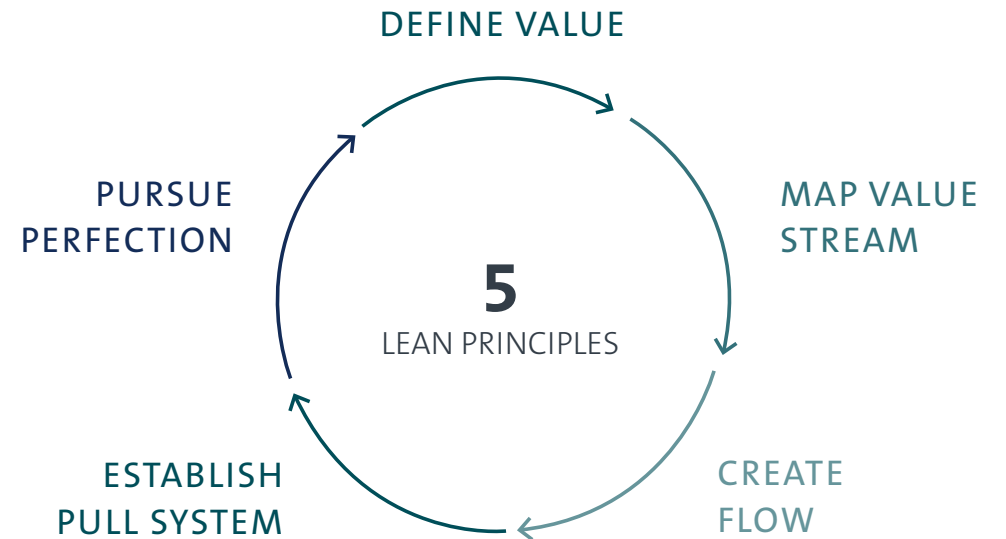 DEFINE VALUE
MAP VALUE
STREAM
CREATE
FLOW
ESTABLISH
PULL SYSTEM
PURSUE
PERFECTION
5
LEAN PRINCIPLES